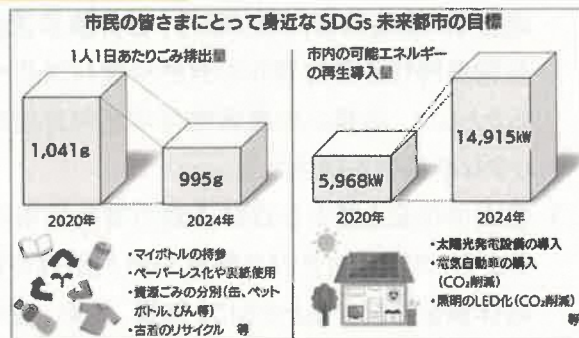 市民の皆さまにとって身近なSDGs未来都市の目標
1人1日あたりごみ排出量
1,041g
995g
2020年
2024年
・マイボトルの持参
・ペーパーレス化や裏紙使用
・資源ごみの分別(缶、ペット
ボトル、びん等)
・古着のリサイクル 等
市内の可能エネルギー
の再生導入量
5,968kW
14,915kW
2020年
2024年
・太陽光発電設備の導入
・電気自動車の購入
(CO₂削減)
・照明のLED化(CO₂削減)
等